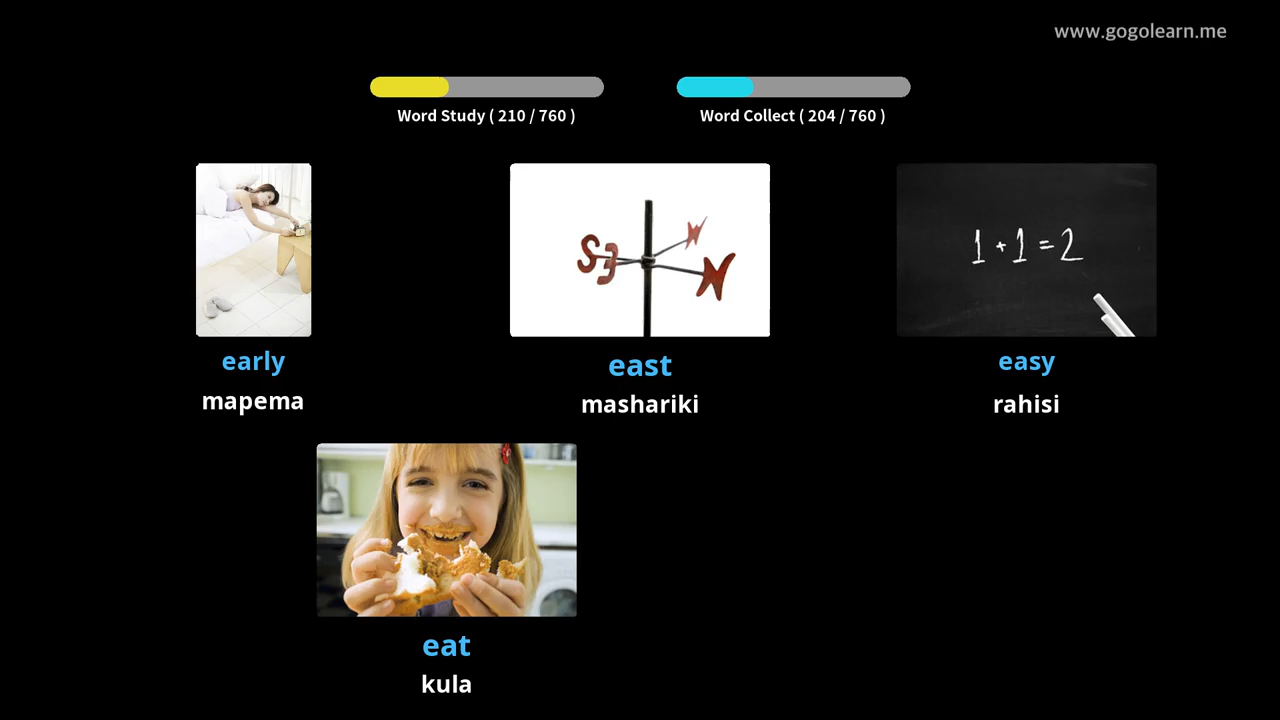 www.gogolearn.me
Word Study ( 210 / 760 )
Word Collect ( 204 / 760 )
S E N N
1 + 1 = 2
early
east
easy
mapema
mashariki
rahisi
eat
kula